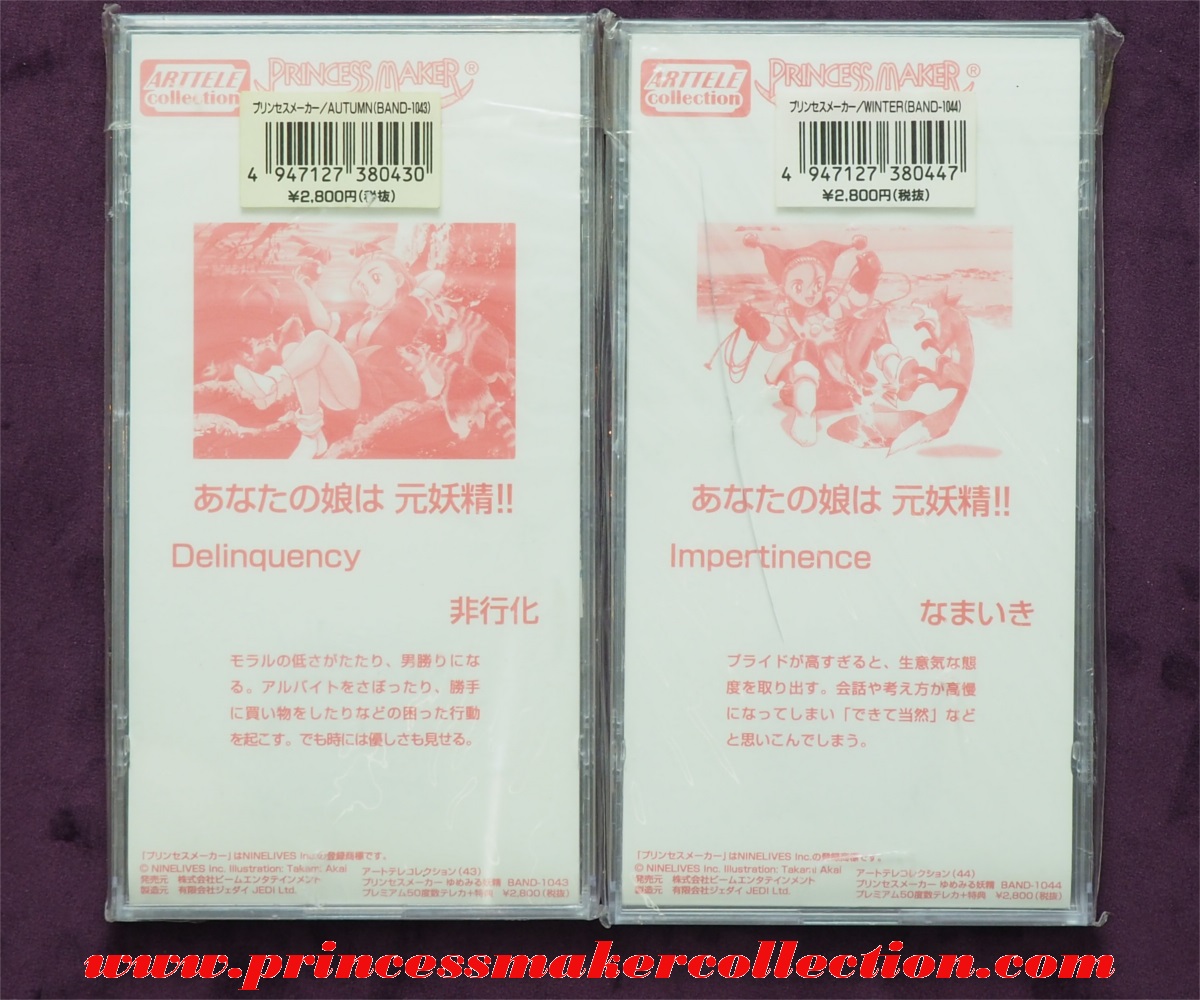 ARTTELE
collection
PRINCESS MAKER®
プリンセスメーカー/AUTUMN(BAND-1043)
4 947127 380430
¥2,800円(税抜)
あなたの娘は 元妖精!!
Delinquency
非行化
モラルの低さがたたり、男勝りにな
る。アルバイトをさぼったり、勝手
に買い物をしたりなどの困った行動
を起こす。でも時には優しさも見せる。
「プリンセスメーカー」はNINELIVES Inc.の登録商標です。
© NINELIVES Inc. Illustration: Takami Akai
発売元 株式会社ビームエンタテインメント
製造元 有限会社ジェダイ JEDI Ltd.
アートテレコレクション(43)
プリンセスメーカー ゆめみる妖精 BAND-1043
プレミアム50度数テレカ+特典 ¥2,800(税抜)
ARTTELE
collection
PRINCESS MAKER®
プリンセスメーカー/WINTER(BAND-1044)
4 947127 380447
¥2,800円(税抜)
あなたの娘は 元妖精!!
Impertinence
なまいき
プライドが高すぎると、生意気な態
度を取り出す。会話や考え方が高慢
になってしまい「できて当然」など
と思いこんでしまう。
「プリンセスメーカー」はNINELIVES Inc.の登録商標です。
© NINELIVES Inc. Illustration: Takami Akai
発売元 株式会社ビームエンタテインメント
製造元 有限会社ジェダイ JEDI Ltd.
アートテレコレクション(44)
プリンセスメーカー ゆめみる妖精 BAND-1044
プレミアム50度数テレカ+特典 ¥2,800(税抜)
www.princessmakercollection.com